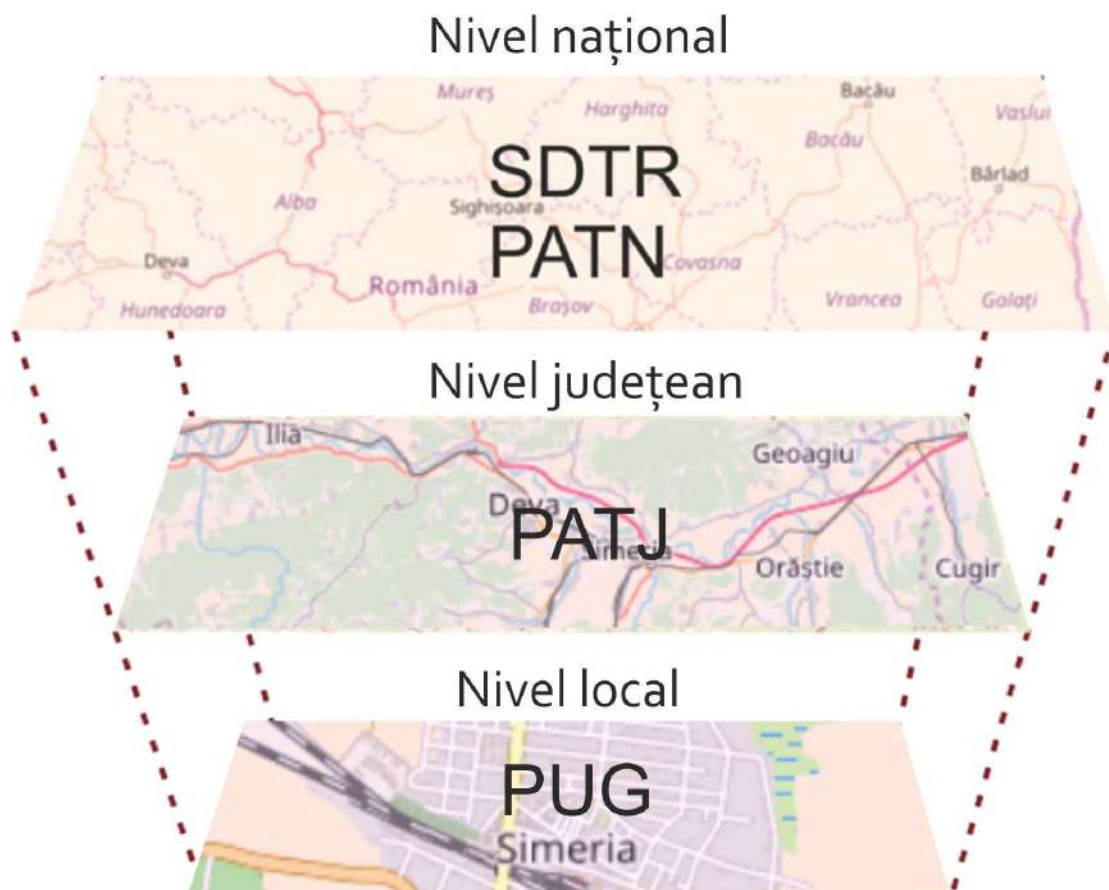 Nivel național
Mureș
Harghita
Bacău
Vaslui
Bacău
SDTR
Bârlad
Alba
Sighișoara
PATN
Deva
Covasna
România
Hunedoara
Brașov
Vrancea
Galați
Nivel județean
Ilia
Geoagiu
Deva
PATJ
Simeria
Orăștie
Cugir
Nivel local
PUG
Simeria